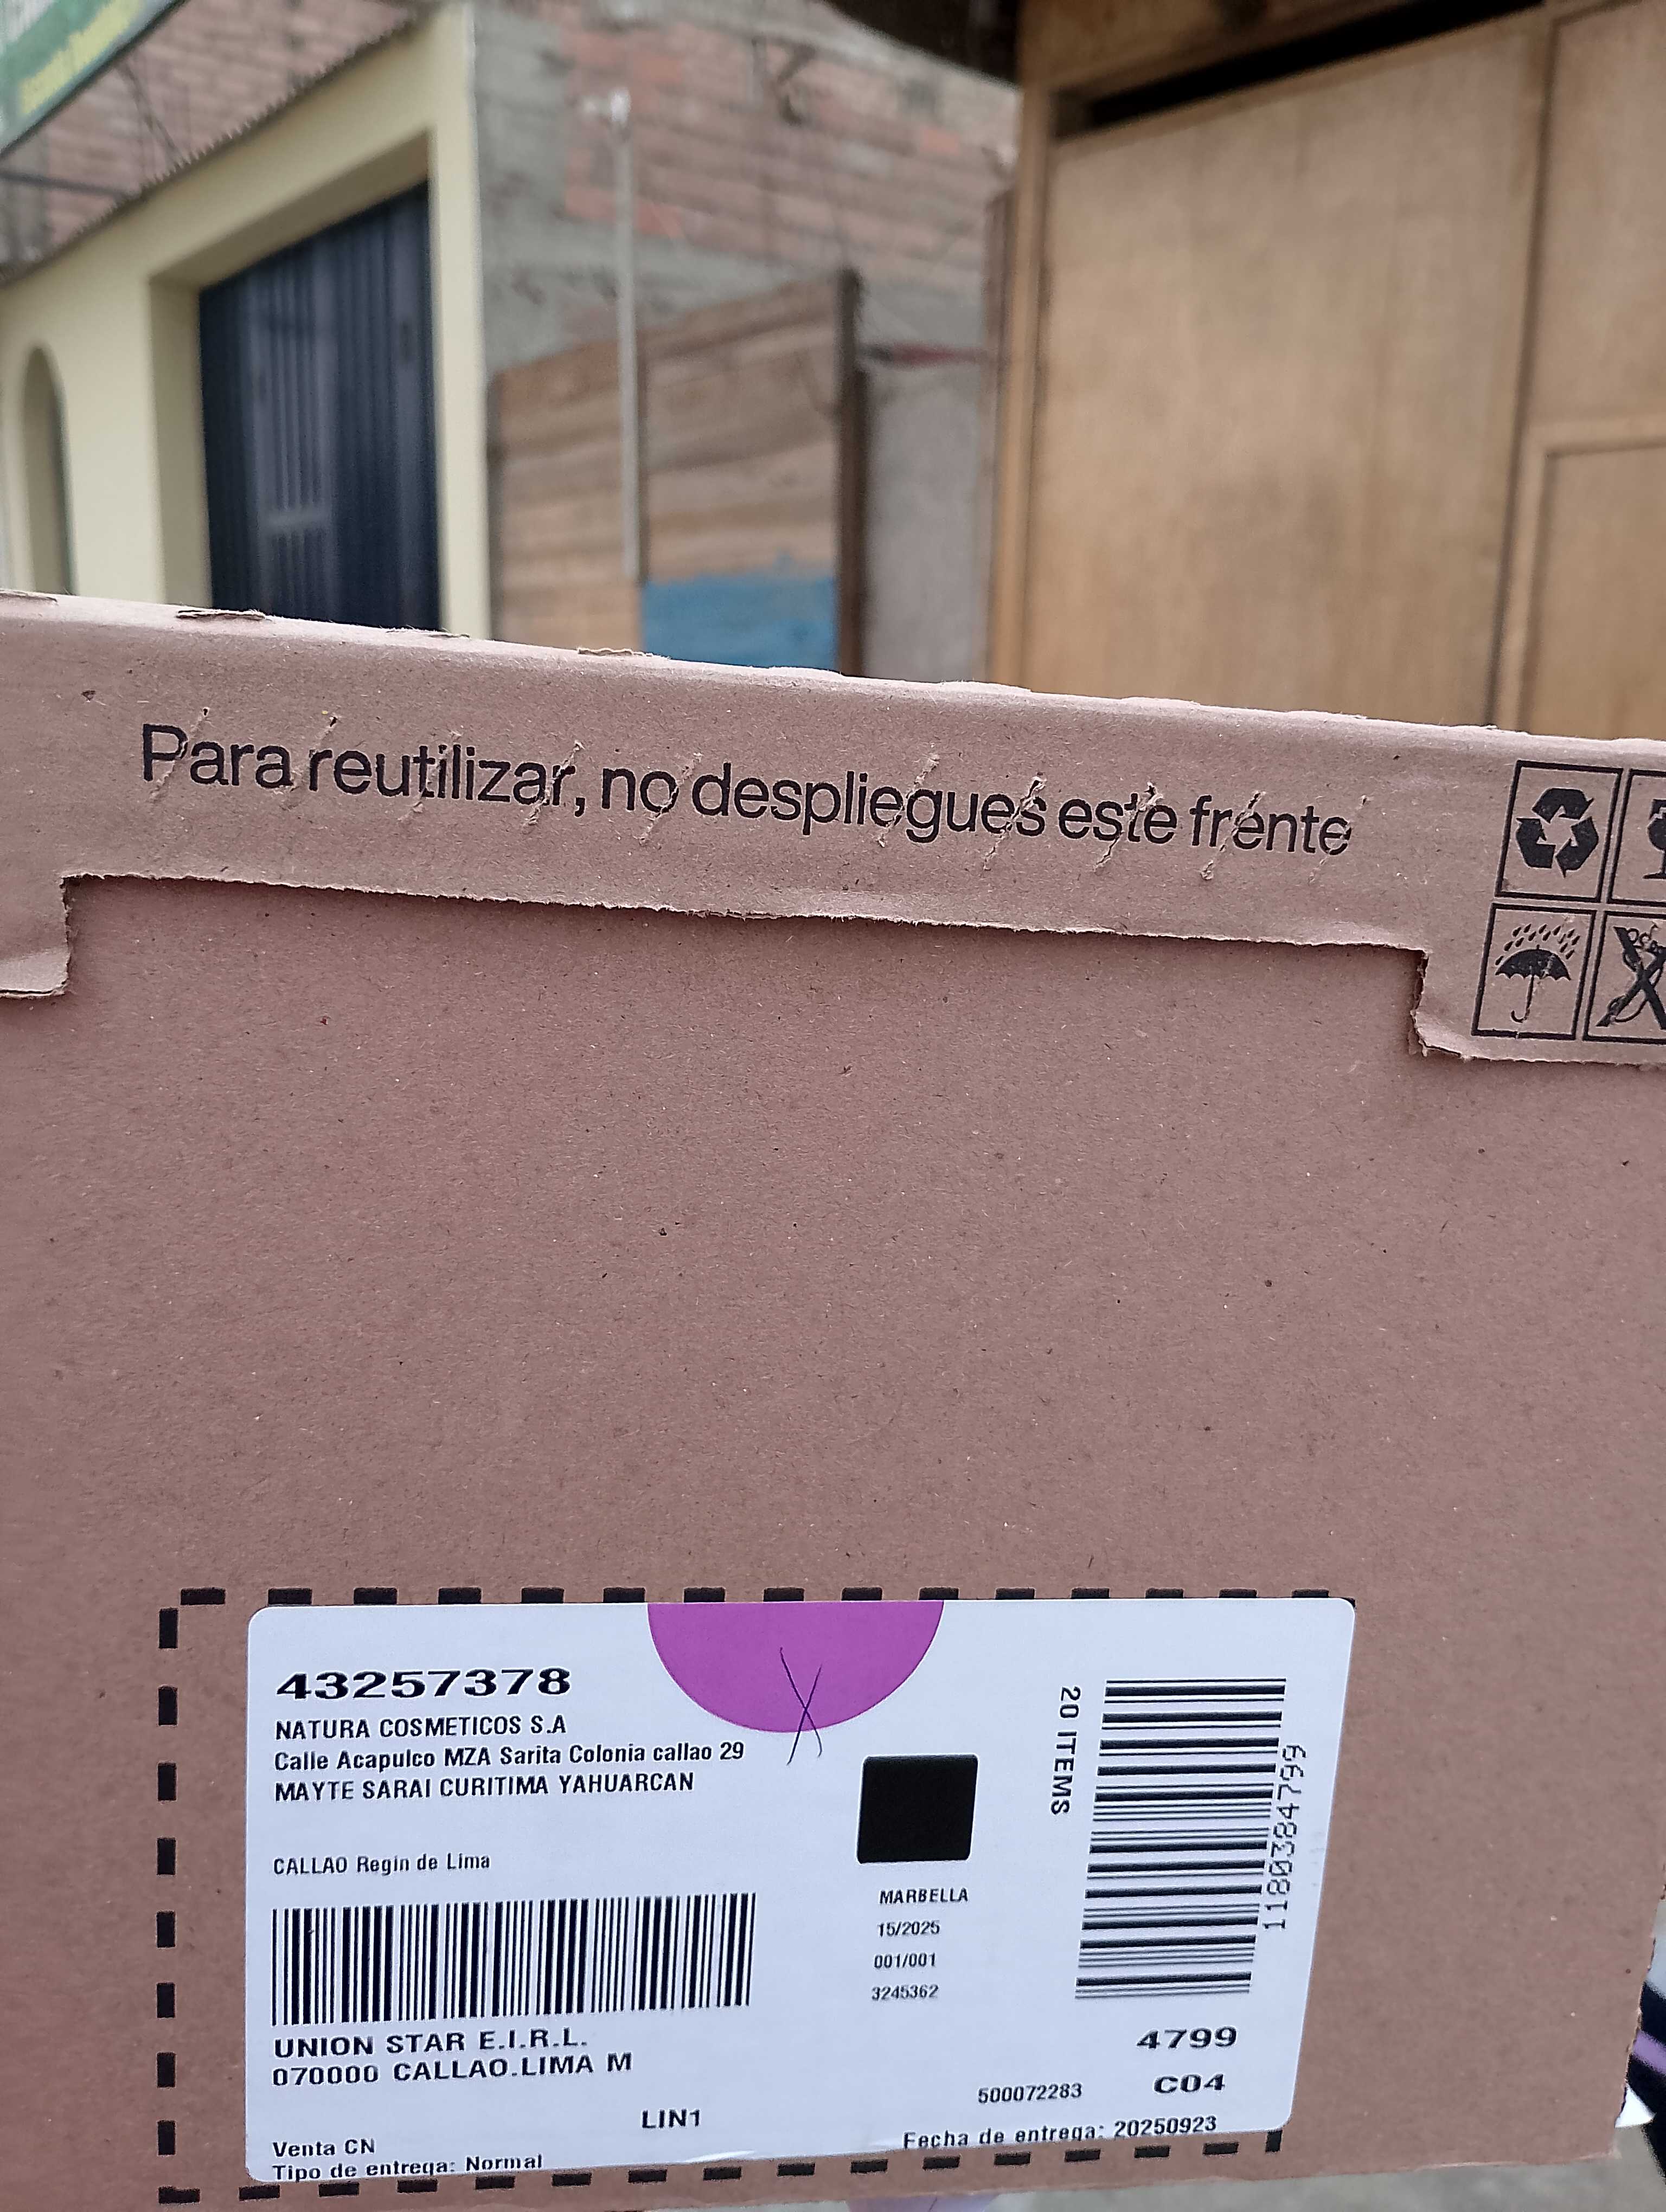 Para reutilizar, no despliegues este frente
43257378
NATURA COSMETICOS S.A
Calle Acapulco MZA Sarita Colonia callao 29
MAYTE SARAI CURITIMA YAHUARCAN
CALLAO Regin de Lima
UNION STAR E.I.R.L.
070000 CALLAO.LIMA M
LIN1
Venta CN
Tipo de entrega: Normal
MARBELLA
15/2025
001/001
3245362
20 ITEMS
11803384799
4799
500072283
C04
Fecha de entrega: 20250923